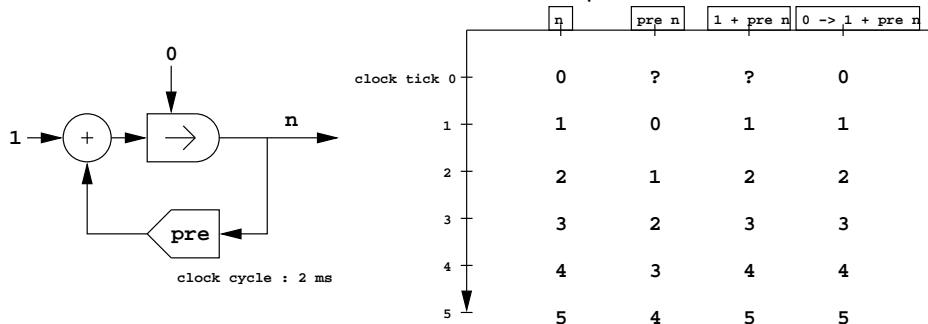 n pre n 1 + pre n 0 -> 1 + pre n
0
1 + → n
pre
clock cycle : 2 ms
clock tick 0 0 ? ? 0
1 1 0 1 1
2 2 1 2 2
3 3 2 3 3
4 4 3 4 4
5 5 4 5 5